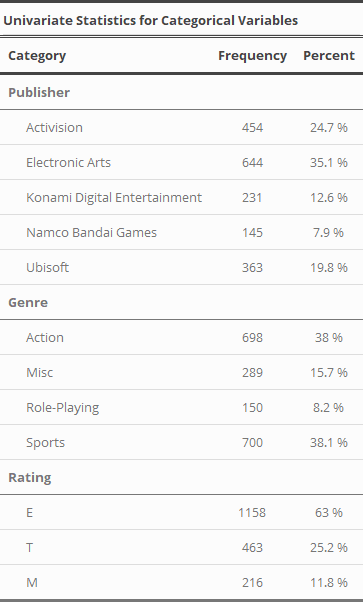 Univariate Statistics for Categorical Variables
Category Frequency Percent
Publisher
Activision 454 24.7 %
Electronic Arts 644 35.1 %
Konami Digital Entertainment 231 12.6 %
Namco Bandai Games 145 7.9 %
Ubisoft 363 19.8 %
Genre
Action 698 38 %
Misc 289 15.7 %
Role-Playing 150 8.2 %
Sports 700 38.1 %
Rating
E 1158 63 %
T 463 25.2 %
M 216 11.8 %